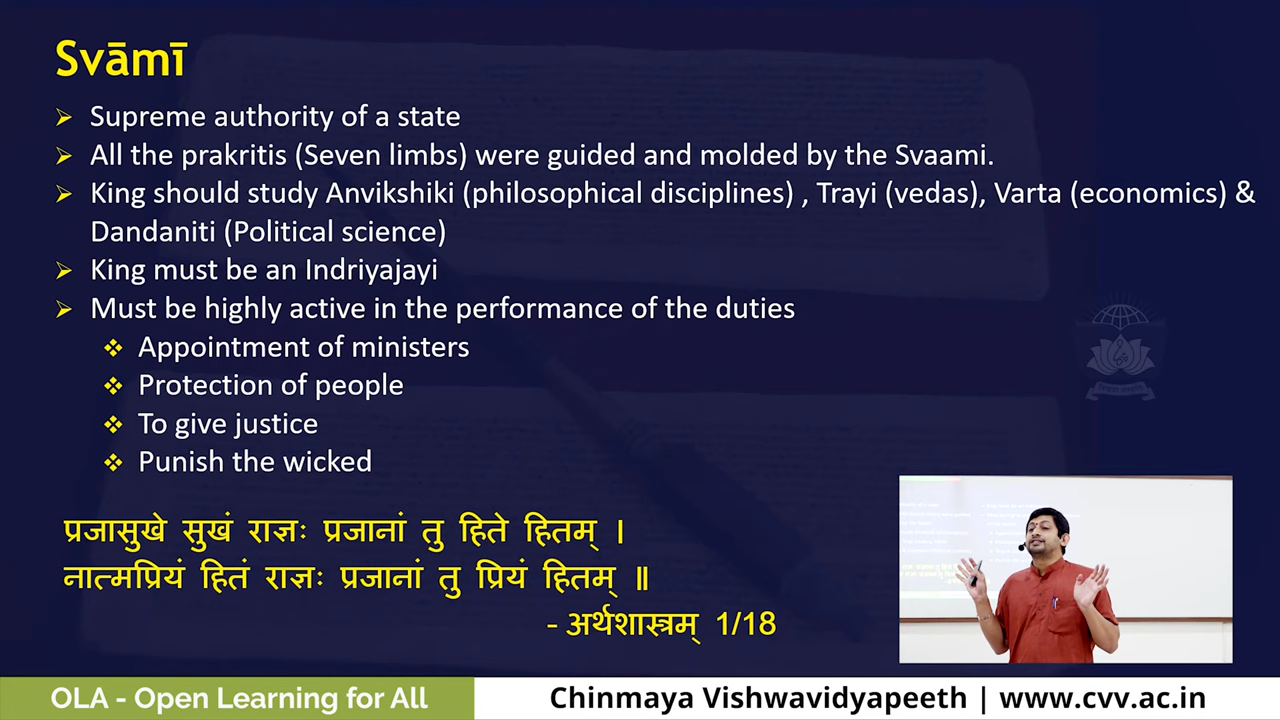 Svāmī
Supreme authority of a state
All the prakritis (Seven limbs) were guided and molded by the Svaami.
King should study Anvikshiki (philosophical disciplines) , Trayi (vedas), Varta (economics) &
Dandaniti (Political science)
King must be an Indriyajayi
Must be highly active in the performance of the duties
Appointment of ministers
Protection of people
To give justice
Punish the wicked
प्रजासुखे सुखं राज्ञः प्रजानां तु हिते हितम् ।
नात्मप्रियं हितं राज्ञः प्रजानां तु प्रियं हितम् ॥
- अर्थशास्त्रम् 1/18
OLA - Open Learning for All
Chinmaya Vishwavidyapeeth | www.cvv.ac.in